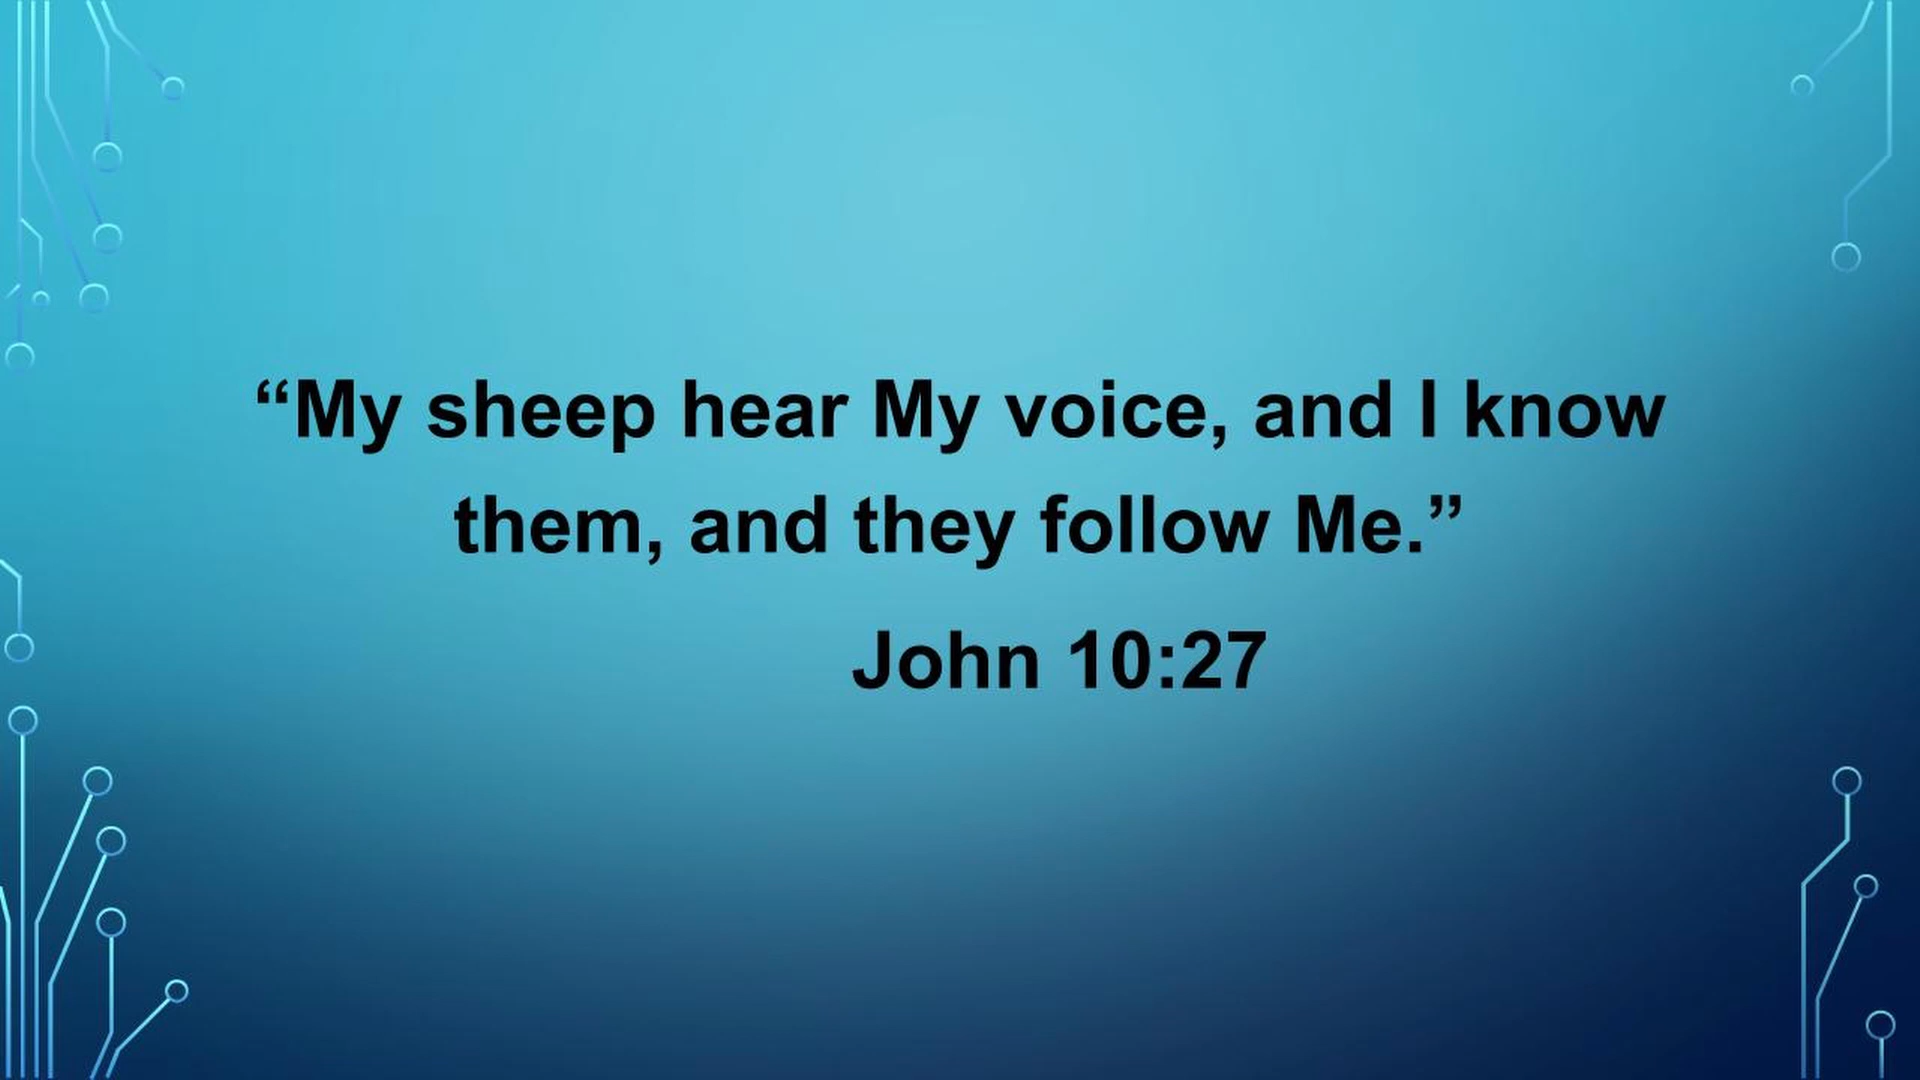 “My sheep hear My voice, and I know
them, and they follow Me.”
John 10:27